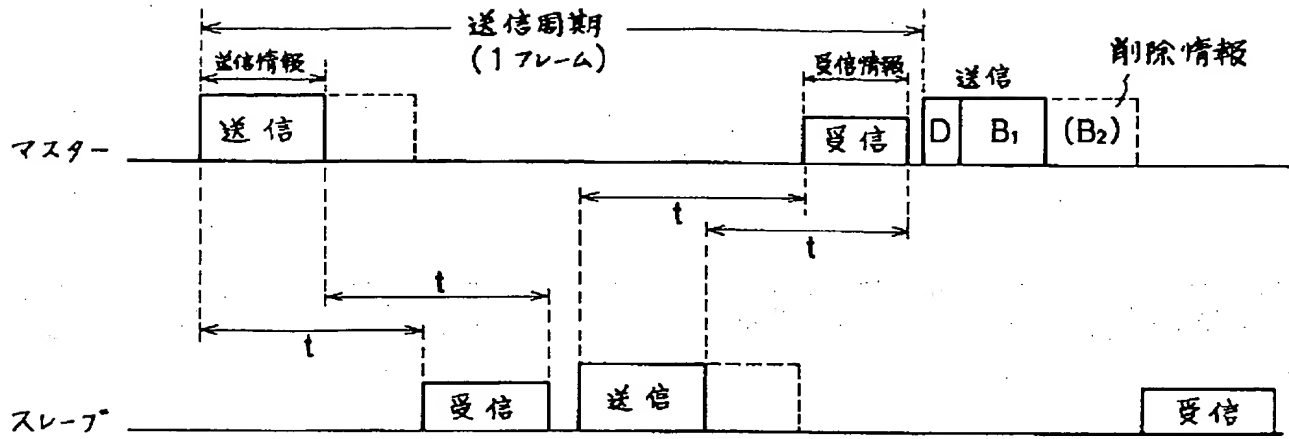 送信周期
(1フレーム)
送信情報
受信情報
削除情報
送信
マスター
送信
受信
D
B₁
(B₂)
t
t
t
t
スレーブ
受信
送信
受信